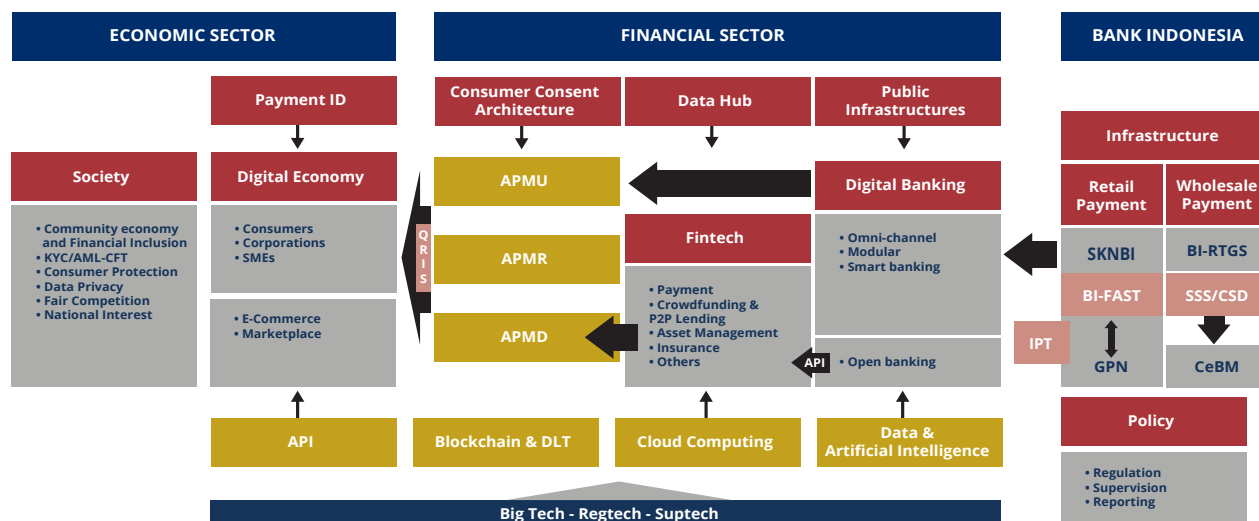 ECONOMIC SECTOR
FINANCIAL SECTOR
BANK INDONESIA
Payment ID
Consumer Consent
Architecture
Data Hub
Public
Infrastructures
Infrastructure
Society
Digital Economy
APMU
Digital Banking
Retail
Payment
Wholesale
Payment
• Community economy
and Financial Inclusion
• KYC/AML-CFT
• Consumer Protection
• Data Privacy
• Fair Competition
• National Interest
• Consumers
• Corporations
• SMEs
• E-Commerce
• Marketplace
QRIS
APMR
APMD
Fintech
• Payment
• Crowdfunding &
P2P Lending
• Asset Management
• Insurance
• Others
• Omni-channel
• Modular
• Smart banking
API
• Open banking
SKNBI
BI-RTGS
BI-FAST
SSS/CSD
IPT
GPN
CeBM
API
Blockchain & DLT
Cloud Computing
Data &
Artificial Intelligence
Policy
• Regulation
• Supervision
• Reporting
Big Tech - Regtech - Suptech